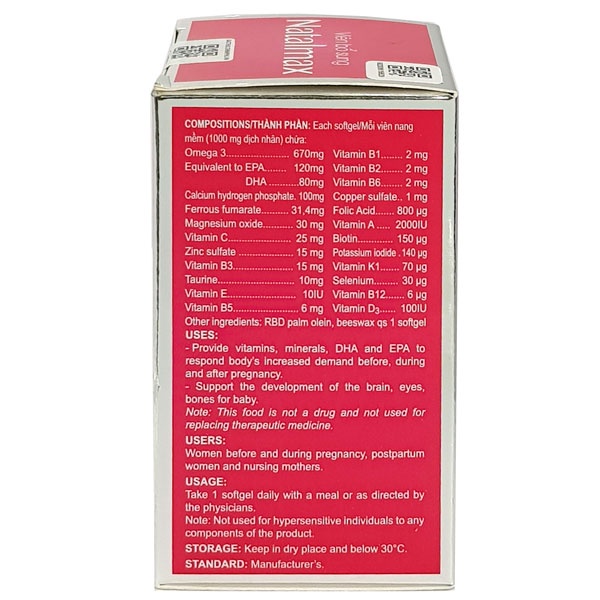 Viên bổ sung
Natalmax
COMPOSITIONS/THÀNH PHẦN: Each softgel/Mỗi viên nang
mềm (1000 mg dịch nhân) chứa:
Omega 3..................... 670mg Vitamin B1........ 2 mg
Equivalent to EPA....... 120mg Vitamin B2........ 2 mg
DHA ..........80mg Vitamin B6........ 2 mg
Calcium hydrogen phosphate. 100mg Copper sulfate.. 1 mg
Ferrous fumarate......... 31,4mg Folic Acid....... 800 µg
Magnesium oxide......... 30 mg Vitamin A ..... 2000IU
Vitamin C ................... 25 mg Biotin........... 150 µg
Zinc sulfate ................. 15 mg Potassium iodide . 140 µg
Vitamin B3................... 15 mg Vitamin K1....... 70 µg
Taurine........................ 10mg Selenium......... 30 µg
Vitamin E..................... 10IU Vitamin B12....... 6 µg
Vitamin B5.................... 6 mg Vitamin D3...... 100IU
Other ingredients: RBD palm olein, beeswax qs 1 softgel
USES:
- Provide vitamins, minerals, DHA and EPA to
respond body's increased demand before, during
and after pregnancy.
- Support the development of the brain, eyes,
bones for baby.
Note: This food is not a drug and not used for
replacing therapeutic medicine.
USERS:
Women before and during pregnancy, postpartum
women and nursing mothers.
USAGE:
Take 1 softgel daily with a meal or as directed by
the physicians.
Note: Not used for hypersensitive individuals to any
components of the product.
STORAGE: Keep in dry place and below 30°C.
STANDARD: Manufacturer's.